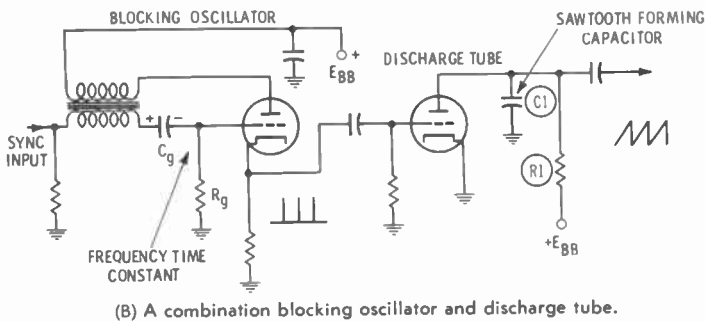 BLOCKING OSCILLATOR
SAWTOOTH FORMING
CAPACITOR
+
EBB
DISCHARGE TUBE
C1
SYNC
INPUT
+ −
Cg
Rg
R1
FREQUENCY TIME
CONSTANT
+EBB
(B) A combination blocking oscillator and discharge tube.